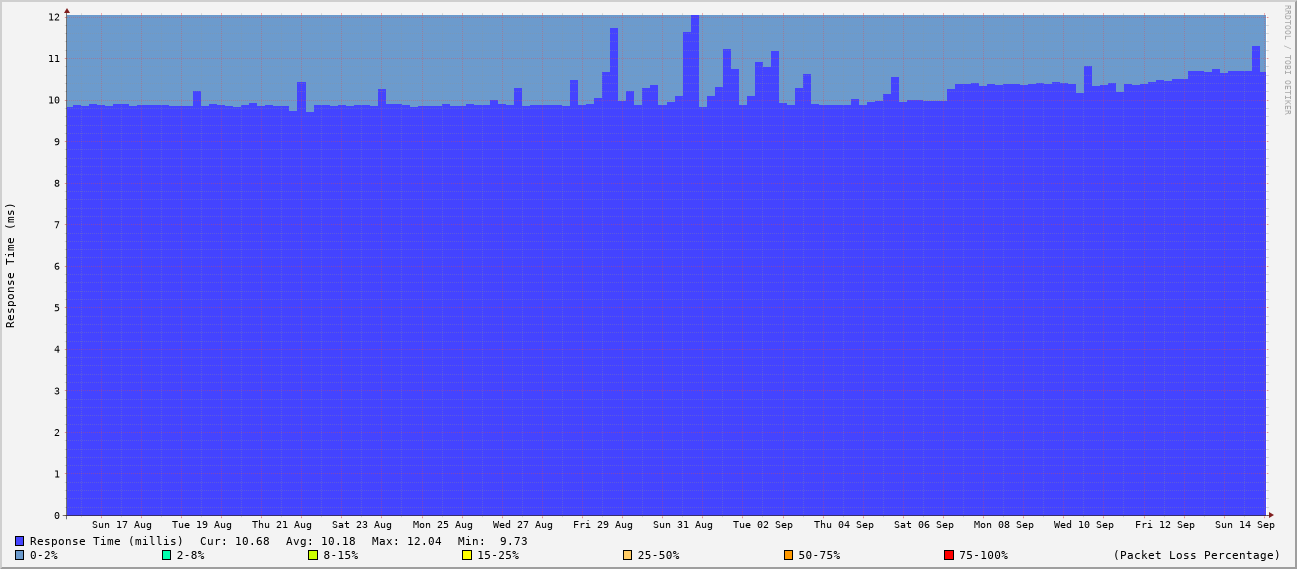 RRDTOOL / TOBI OETIKER
Response Time (ms)
12
11
10
9
8
7
6
5
4
3
2
1
0
Sun 17 Aug Tue 19 Aug Thu 21 Aug Sat 23 Aug Mon 25 Aug Wed 27 Aug Fri 29 Aug Sun 31 Aug Tue 02 Sep Thu 04 Sep Sat 06 Sep Mon 08 Sep Wed 10 Sep Fri 12 Sep Sun 14 Sep
Response Time (millis) Cur: 10.68 Avg: 10.18 Max: 12.04 Min: 9.73
0-2% 2-8% 8-15% 15-25% 25-50% 50-75% 75-100% (Packet Loss Percentage)